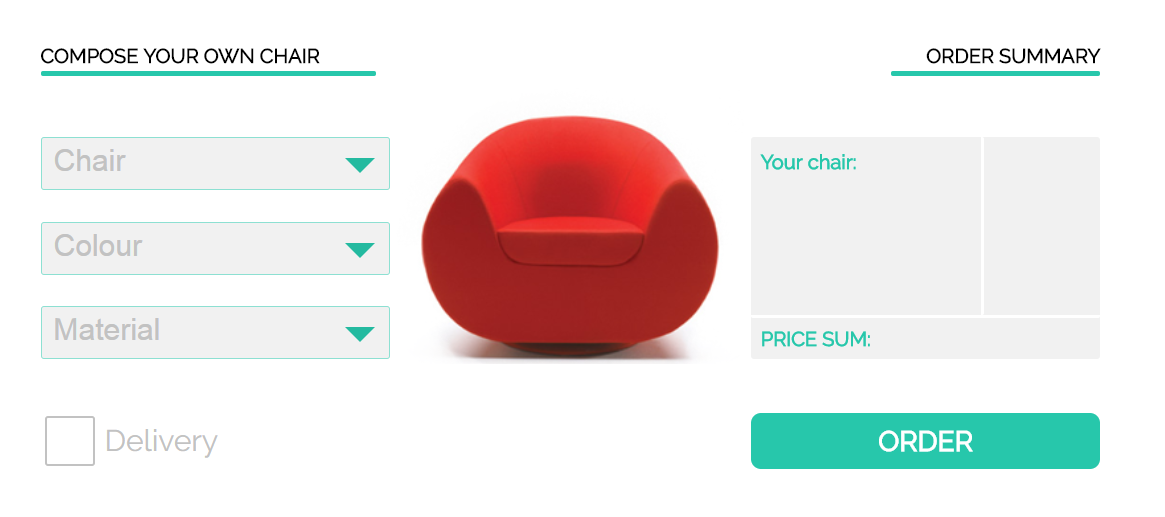 COMPOSE YOUR OWN CHAIR
ORDER SUMMARY
Chair
Colour
Material
Delivery
Your chair:
PRICE SUM:
ORDER